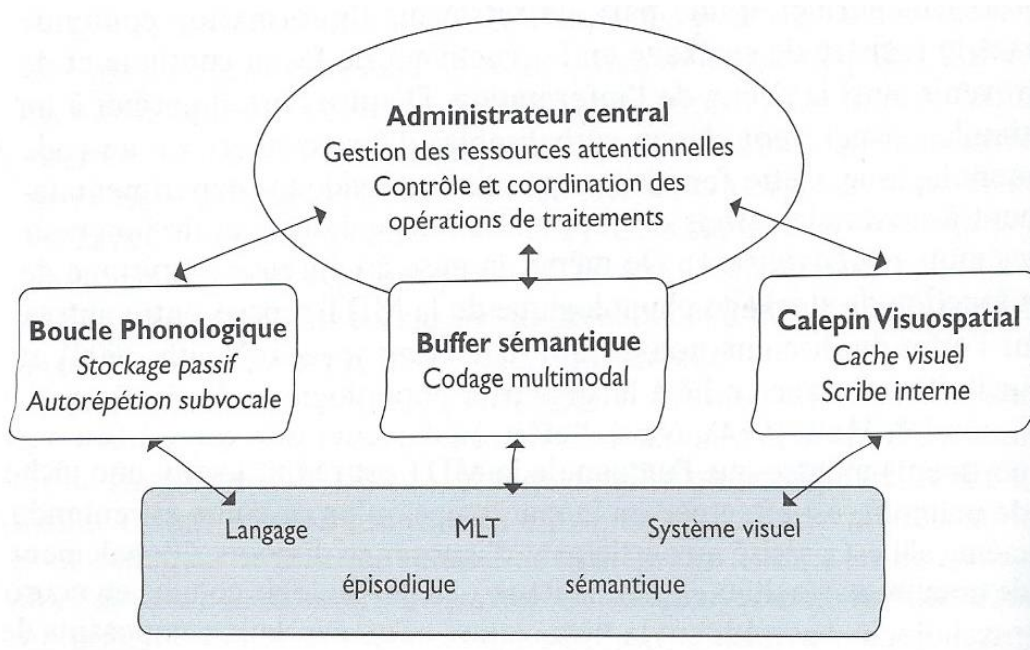 Administrateur central
Gestion des ressources attentionnelles
Contrôle et coordination des
opérations de traitements
Boucle Phonologique
Stockage passif
Autorépétition subvocale
Buffer sémantique
Codage multimodal
Calepin Visuospatial
Cache visuel
Scribe interne
Langage
MLT
Système visuel
épisodique
sémantique